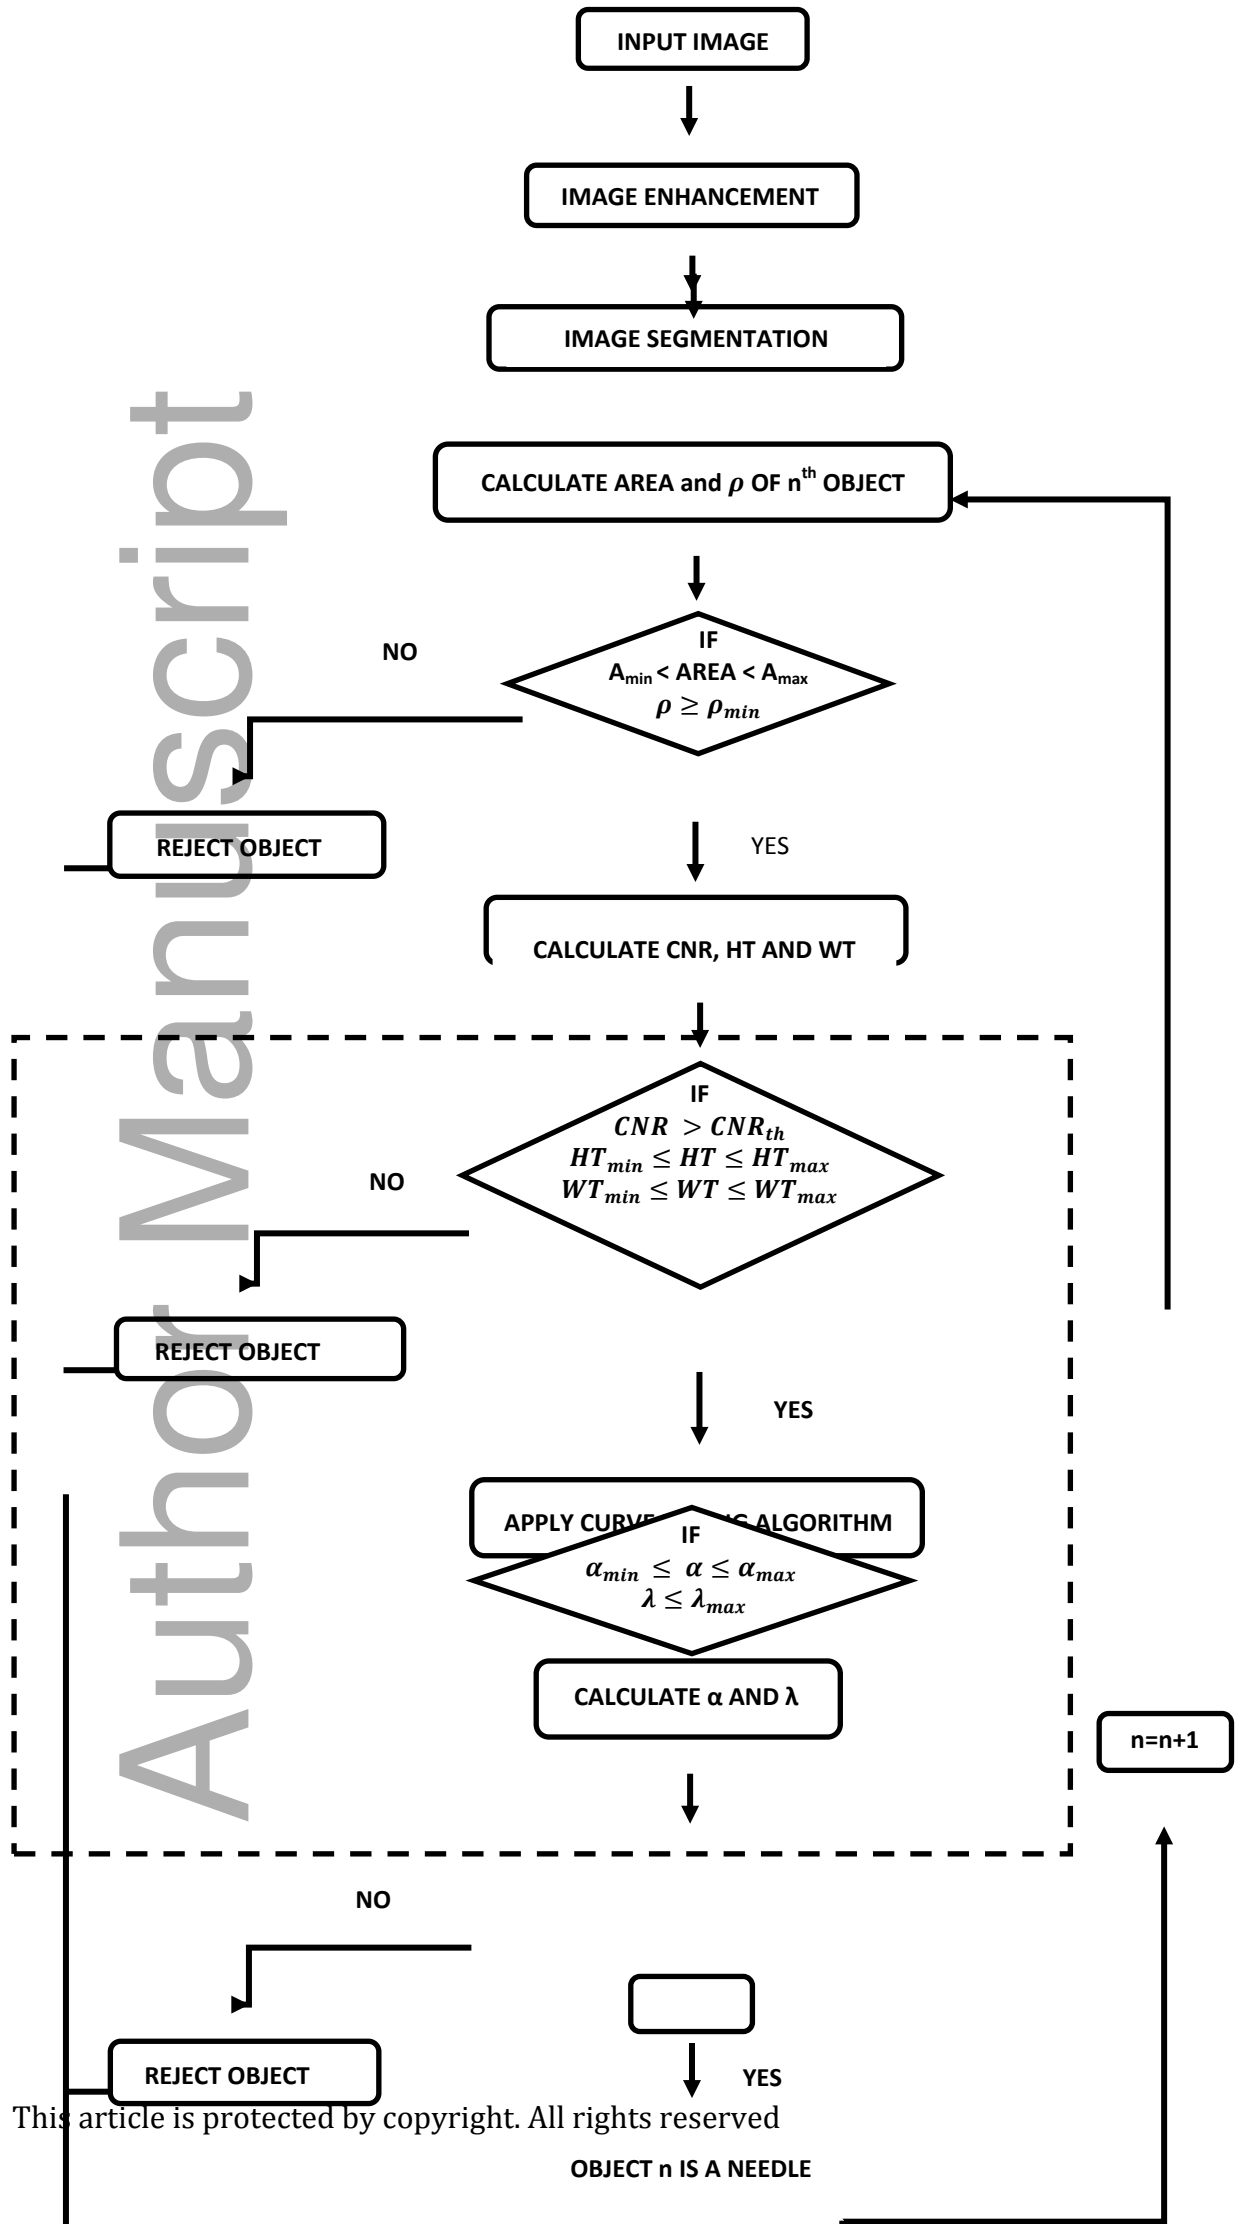 INPUT IMAGE
IMAGE ENHANCEMENT
IMAGE SEGMENTATION
CALCULATE AREA and ρ OF nth OBJECT
NO
IF
Amin < AREA < Amax
ρ ≥ ρmin
REJECT OBJECT
YES
CALCULATE CNR, HT AND WT
IF
CNR > CNRth
HTmin ≤ HT ≤ HTmax
WTmin ≤ WT ≤ WTmax
NO
REJECT OBJECT
YES
APPLY CURVE ALGORITHM
IF
αmin ≤ α ≤ αmax
λ ≤ λmax
CALCULATE α AND λ
n=n+1
NO
REJECT OBJECT
YES
This article is protected by copyright. All rights reserved
OBJECT n IS A NEEDLE
Author Manuscript